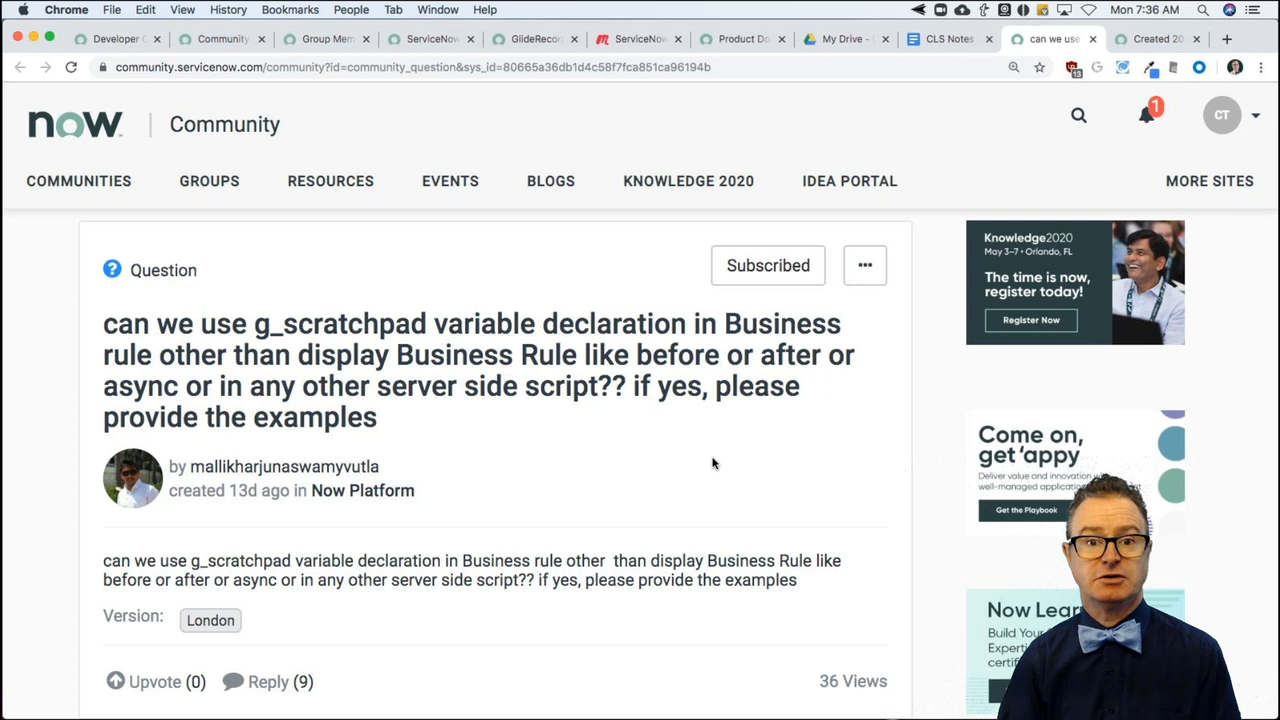 Chrome File Edit View History Bookmarks People Tab Window Help Mon 7:36 AM
Developer C Community Group Mem ServiceNow GlideRecor ServiceNow Product Do My Drive - CLS Notes can we use Created 20
community.servicenow.com/community?id=community_question&sys_id=80665a36db1d4c58f7fca851ca96194b
13
now Community
1
CT
COMMUNITIES GROUPS RESOURCES EVENTS BLOGS KNOWLEDGE 2020 IDEA PORTAL MORE SITES
Question
Subscribed
can we use g_scratchpad variable declaration in Business
rule other than display Business Rule like before or after or
async or in any other server side script?? if yes, please
provide the examples
by mallikharjunaswamyvutla
created 13d ago in Now Platform
can we use g_scratchpad variable declaration in Business rule other than display Business Rule like
before or after or async or in any other server side script?? if yes, please provide the examples
Version: London
Upvote (0) Reply (9) 36 Views
Knowledge2020
May 3–7 • Orlando, FL
The time is now,
register today!
Register Now
Come on,
get 'appy
Deliver value and innovation
well-managed
Get the Playbook
Now Lear
Build You
Experti
certific